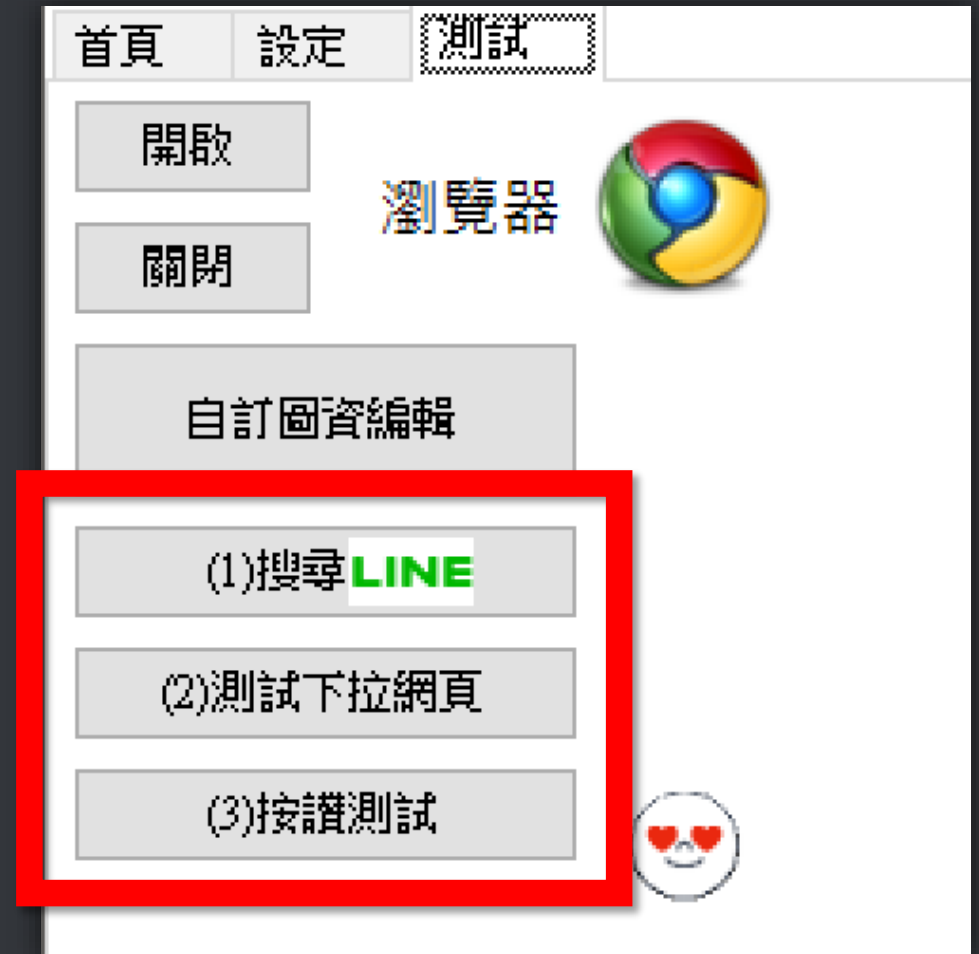 首頁 設定 測試
開啟
瀏覽器
關閉
自訂圖資編輯
(1)搜尋LINE
(2)測試下拉網頁
(3)按讚測試